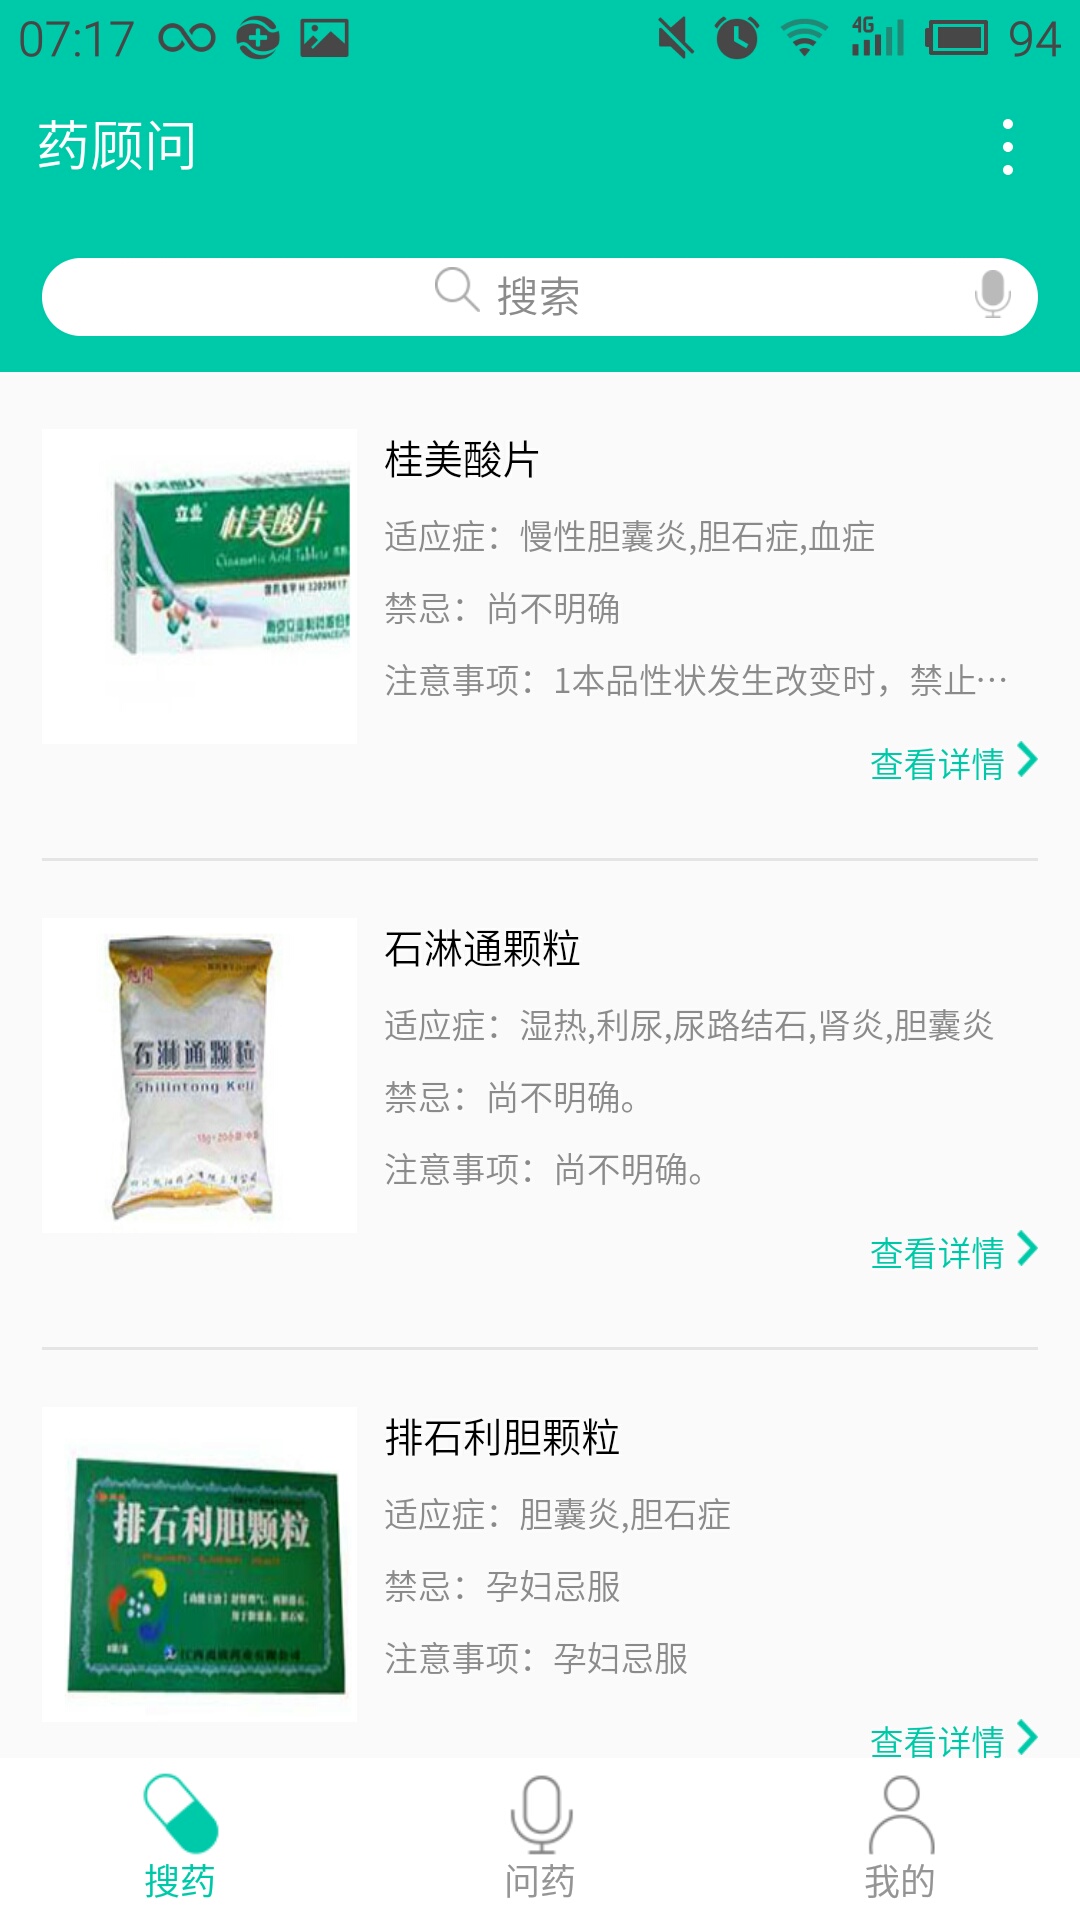 07:17
4G
94
药顾问
搜索
立业
桂美酸片
桂美酸片
适应症：慢性胆囊炎,胆石症,血症
禁忌：尚不明确
注意事项：1本品性状发生改变时，禁止…
查看详情
石淋通颗粒
Shilintong Keli
石淋通颗粒
适应症：湿热,利尿,尿路结石,肾炎,胆囊炎
禁忌：尚不明确。
注意事项：尚不明确。
查看详情
排石利胆颗粒
排石利胆颗粒
适应症：胆囊炎,胆石症
禁忌：孕妇忌服
注意事项：孕妇忌服
查看详情
搜药
问药
我的